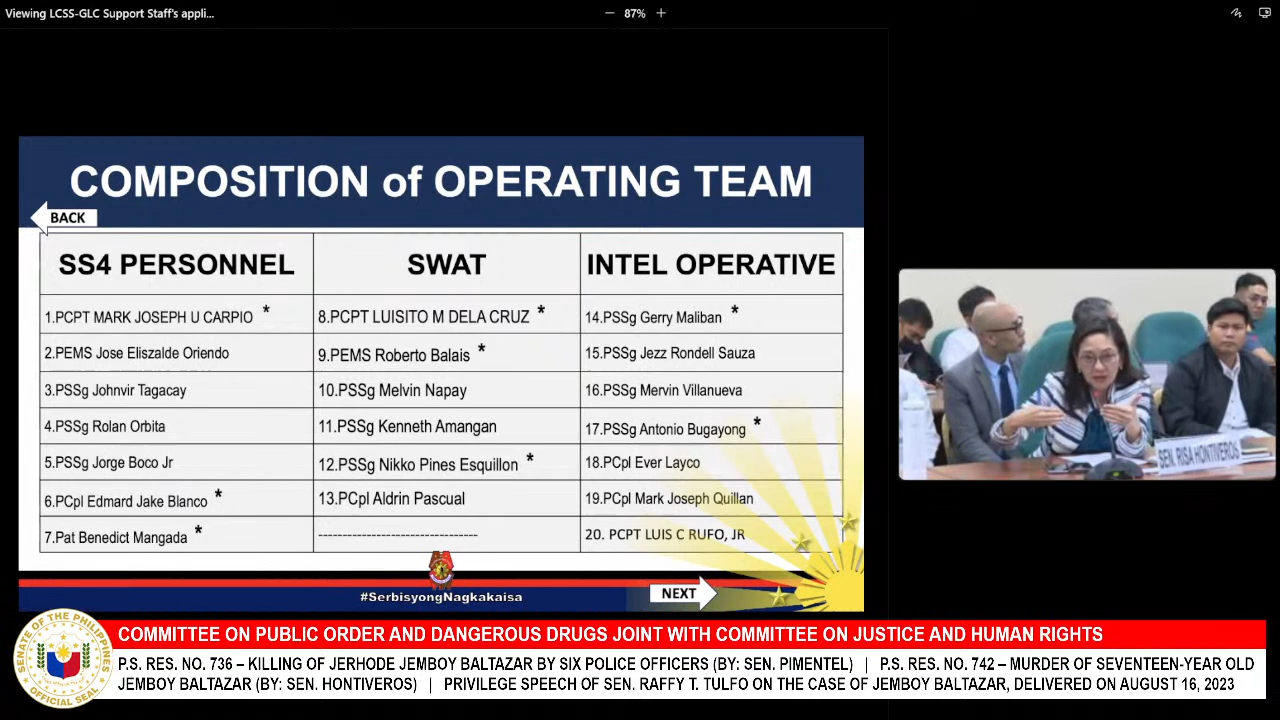 Viewing LCSS-GLC Support Staff's appli...
87%
COMPOSITION of OPERATING TEAM
BACK
SS4 PERSONNEL
SWAT
INTEL OPERATIVE
1.PCPT MARK JOSEPH U CARPIO *
8.PCPT LUISITO M DELA CRUZ *
14.PSSg Gerry Maliban *
2.PEMS Jose Eliszalde Oriendo
9.PEMS Roberto Balais *
15.PSSg Jezz Rondell Sauza
3.PSSg Johnvir Tagacay
10.PSSg Melvin Napay
16.PSSg Mervin Villanueva
4.PSSg Rolan Orbita
11.PSSg Kenneth Amangan
17.PSSg Antonio Bugayong *
5.PSSg Jorge Boco Jr
12.PSSg Nikko Pines Esquillon *
18.PCpl Ever Layco
6.PCpl Edmard Jake Blanco *
13.PCpl Aldrin Pascual
19.PCpl Mark Joseph Quillan
7.Pat Benedict Mangada *
---------------------------------
20. PCPT LUIS C RUFO, JR
#SerbisyongNagkakaisa
NEXT
SEN. RISA HONTIVEROS
SENATE OF THE PHILIPPINES
OFFICIAL SEAL
COMMITTEE ON PUBLIC ORDER AND DANGEROUS DRUGS JOINT WITH COMMITTEE ON JUSTICE AND HUMAN RIGHTS
P.S. RES. NO. 736 – KILLING OF JERHODE JEMBOY BALTAZAR BY SIX POLICE OFFICERS (BY: SEN. PIMENTEL) | P.S. RES. NO. 742 – MURDER OF SEVENTEEN-YEAR OLD
JEMBOY BALTAZAR (BY: SEN. HONTIVEROS) | PRIVILEGE SPEECH OF SEN. RAFFY T. TULFO ON THE CASE OF JEMBOY BALTAZAR, DELIVERED ON AUGUST 16, 2023